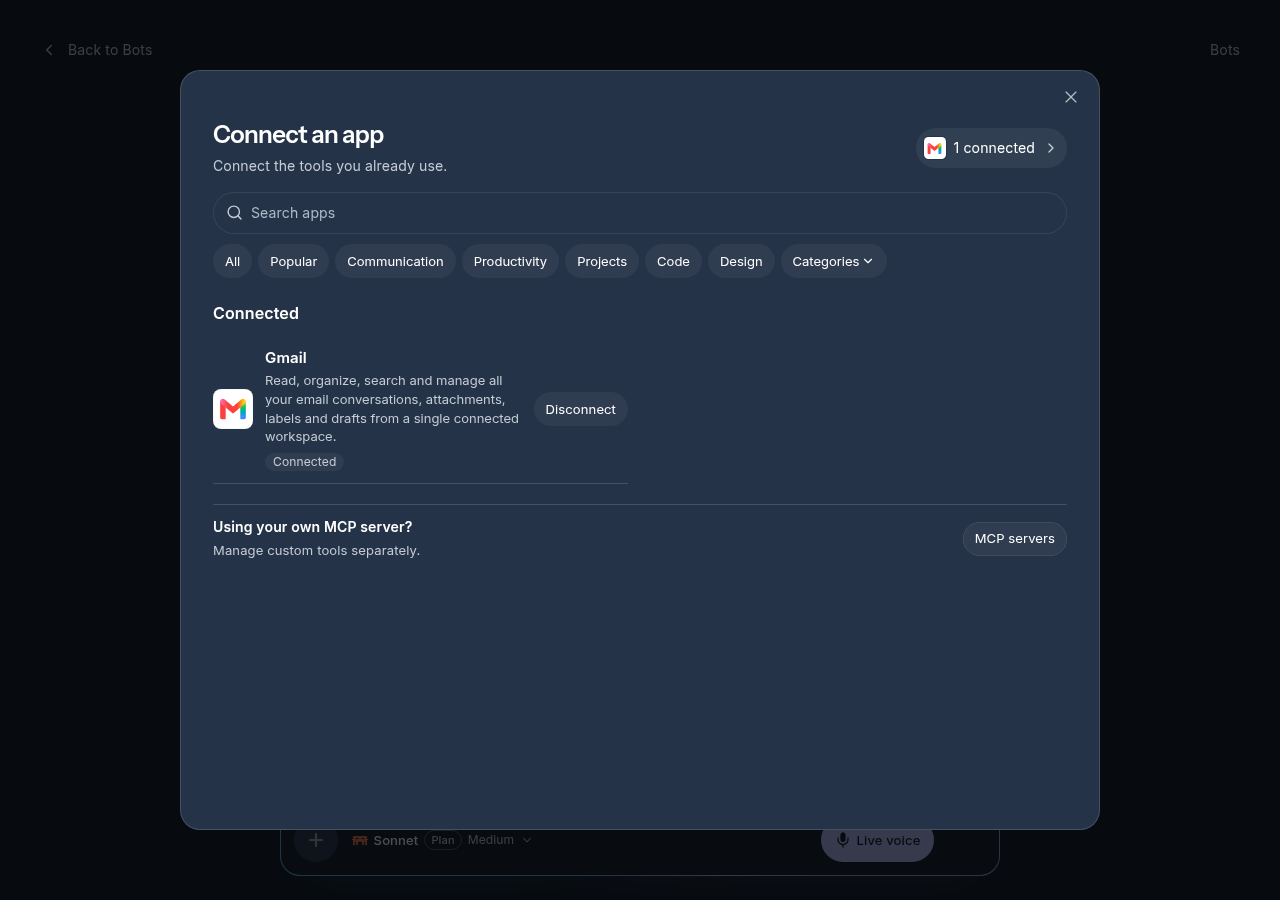 Back to Bots
Bots
Connect an app
Connect the tools you already use.
1 connected
Search apps
All
Popular
Communication
Productivity
Projects
Code
Design
Categories
Connected
Gmail
Read, organize, search and manage all
your email conversations, attachments,
labels and drafts from a single connected
workspace.
Connected
Disconnect
Using your own MCP server?
Manage custom tools separately.
MCP servers
Sonnet
Plan
Medium
Live voice